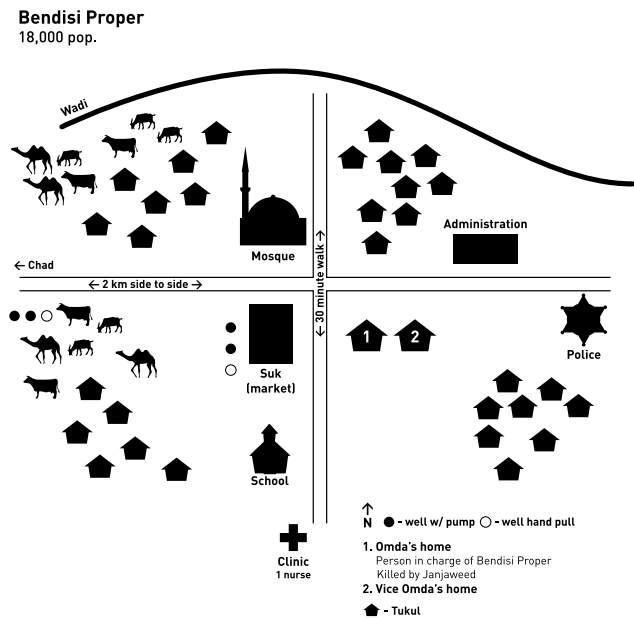 Bendisi Proper
18,000 pop.
Wadi
Mosque
Administration
← Chad
← 2 km side to side →
← 30 minute walk →
1
2
Police
Suk
(market)
School
Clinic
1 nurse
↑
N
- well w/ pump
- well hand pull
1. Omda's home
Person in charge of Bendisi Proper
Killed by Janjaweed
2. Vice Omda's home
- Tukul